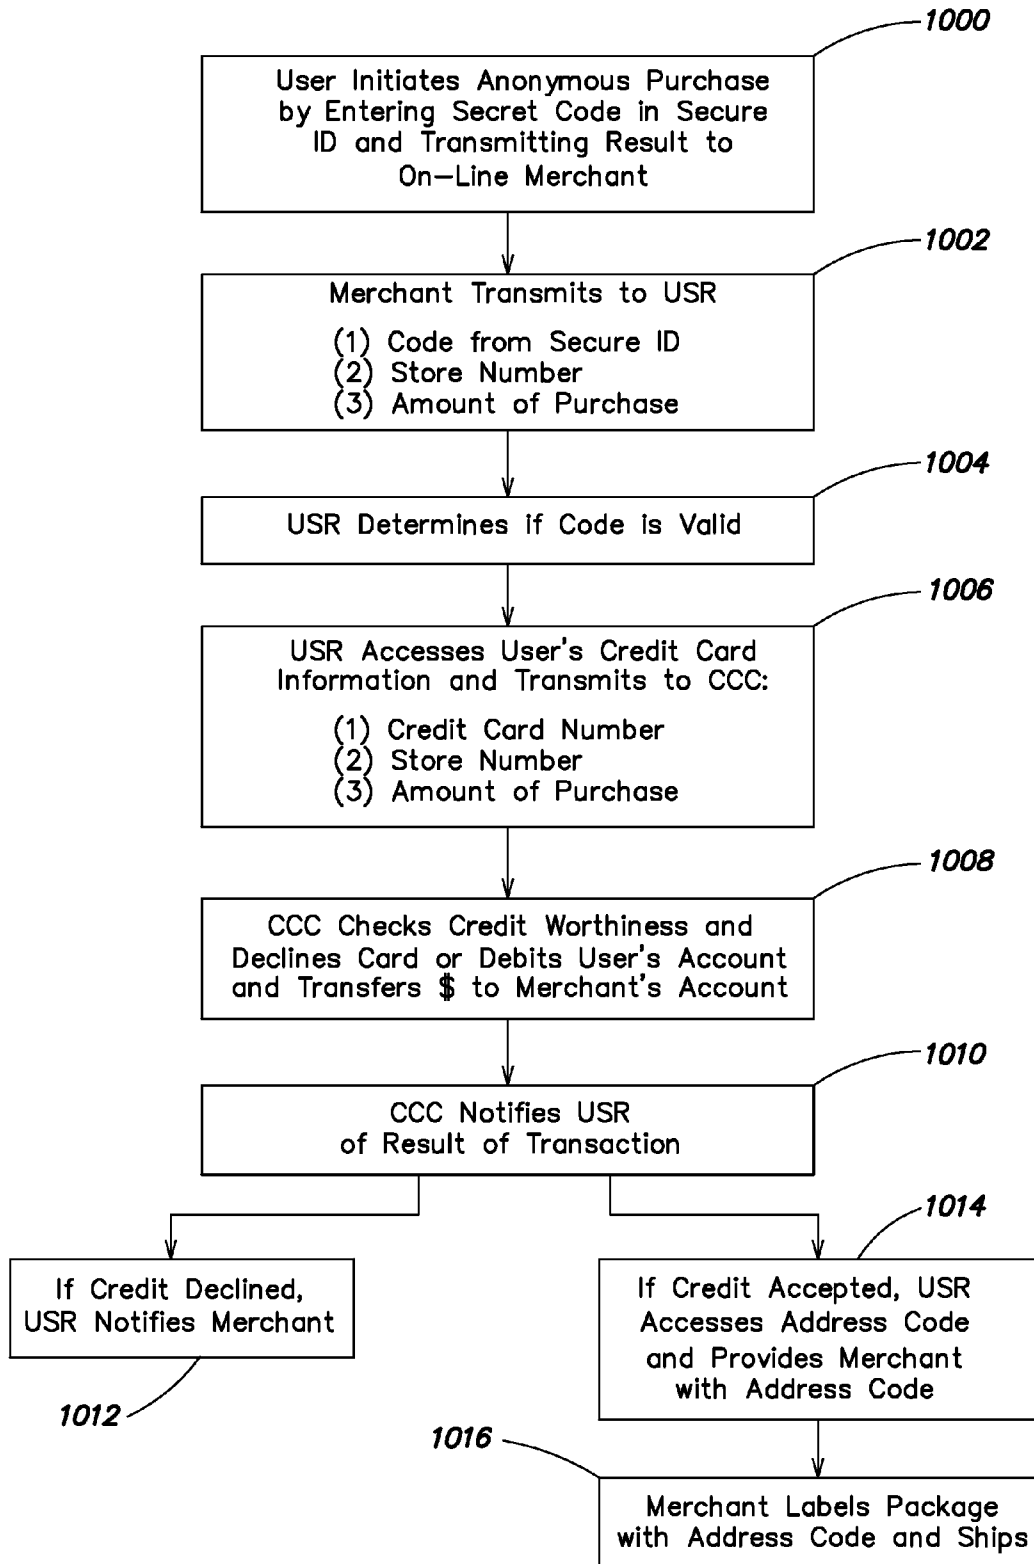 1000
User Initiates Anonymous Purchase
by Entering Secret Code in Secure
ID and Transmitting Result to
On-Line Merchant
1002
Merchant Transmits to USR
(1) Code from Secure ID
(2) Store Number
(3) Amount of Purchase
1004
USR Determines if Code is Valid
1006
USR Accesses User's Credit Card
Information and Transmits to CCC:
(1) Credit Card Number
(2) Store Number
(3) Amount of Purchase
1008
CCC Checks Credit Worthiness and
Declines Card or Debits User's Account
and Transfers $ to Merchant's Account
1010
CCC Notifies USR
of Result of Transaction
If Credit Declined,
USR Notifies Merchant
1012
1014
If Credit Accepted, USR
Accesses Address Code
and Provides Merchant
with Address Code
1016
Merchant Labels Package
with Address Code and Ships